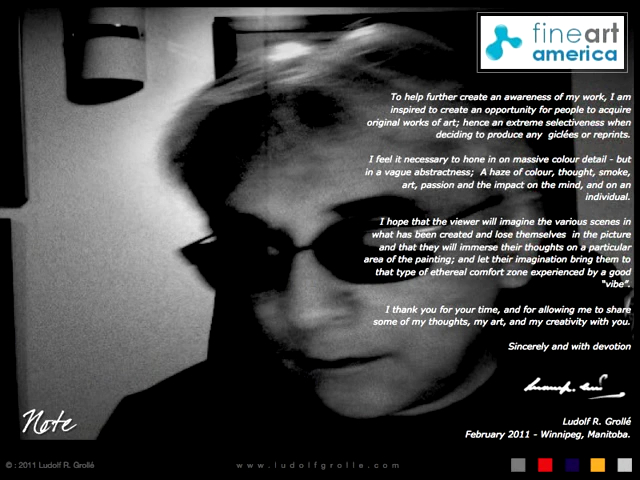 fineart
america
To help further create an awareness of my work, I am
inspired to create an opportunity for people to acquire
original works of art; hence an extreme selectiveness when
deciding to produce any giclées or reprints.
I feel it necessary to hone in on massive colour detail - but
in a vague abstractness; A haze of colour, thought, smoke,
art, passion and the impact on the mind, and on an
individual.
I hope that the viewer will imagine the various scenes in
what has been created and lose themselves in the picture
and that they will immerse their thoughts on a particular
area of the painting; and let their imagination bring them to
that type of ethereal comfort zone experienced by a good
"vibe".
I thank you for your time, and for allowing me to share
some of my thoughts, my art, and my creativity with you.
Sincerely and with devotion
Ludolf R. Grollé
February 2011 - Winnipeg, Manitoba.
Note
© : 2011 Ludolf R. Grollé
www.ludolfgrolle.com